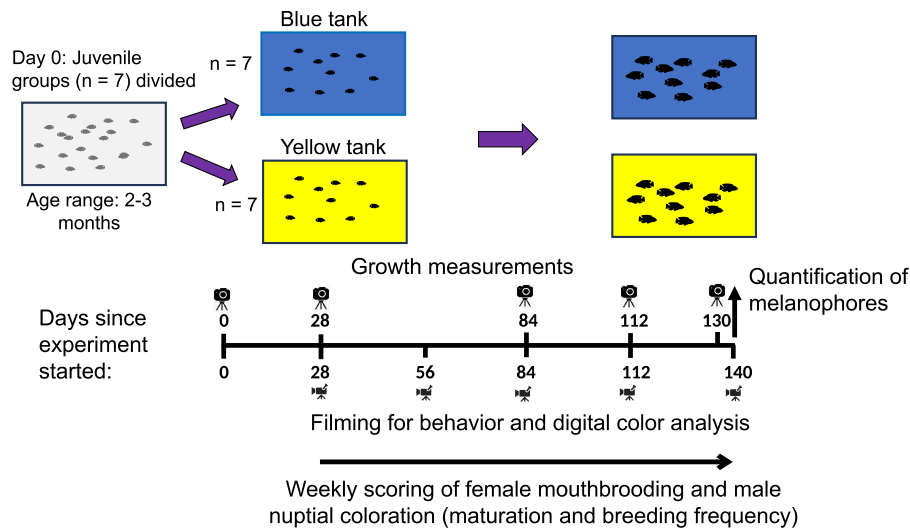 Blue tank
Day 0: Juvenile
groups (n = 7) divided
n = 7
Yellow tank
n = 7
Age range: 2-3
months
Growth measurements
Quantification of
melanophores
0 28 84 112 130
Days since
experiment
started:
0 28 56 84 112 140
Filming for behavior and digital color analysis
Weekly scoring of female mouthbrooding and male
nuptial coloration (maturation and breeding frequency)